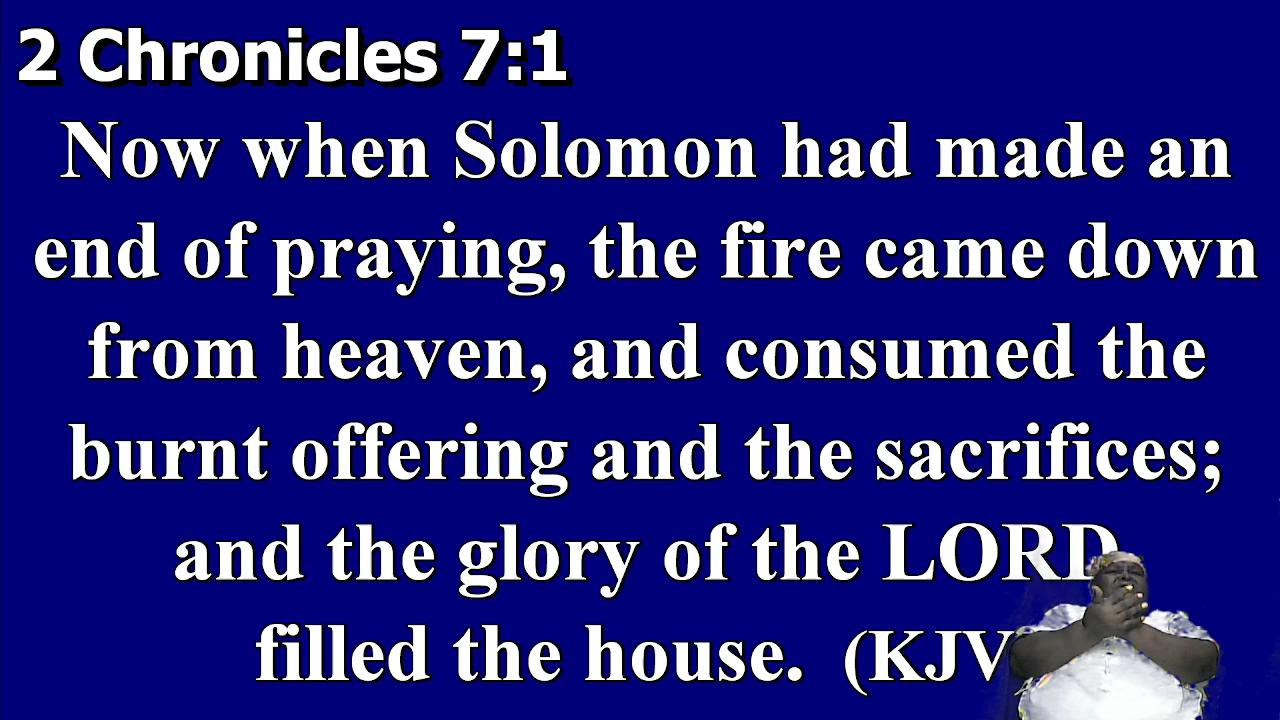 2 Chronicles 7:1
Now when Solomon had made an
end of praying, the fire came down
from heaven, and consumed the
burnt offering and the sacrifices;
and the glory of the LORD
filled the house. (KJV